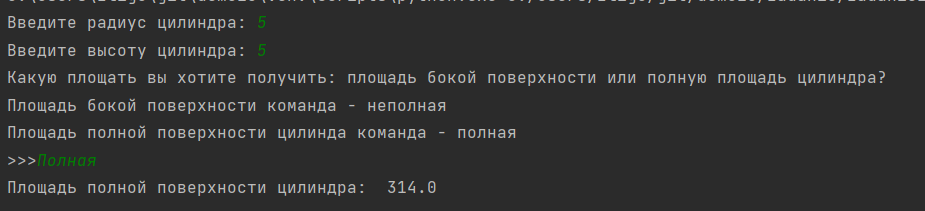 Введите радиус цилиндра: 5
Введите высоту цилиндра: 5
Какую площать вы хотите получить: площадь бокой поверхности или полную площадь цилиндра?
Площадь бокой поверхности команда - неполная
Площадь полной поверхности цилинда команда - полная
>>>Полная
Площадь полной поверхности цилиндра:  314.0